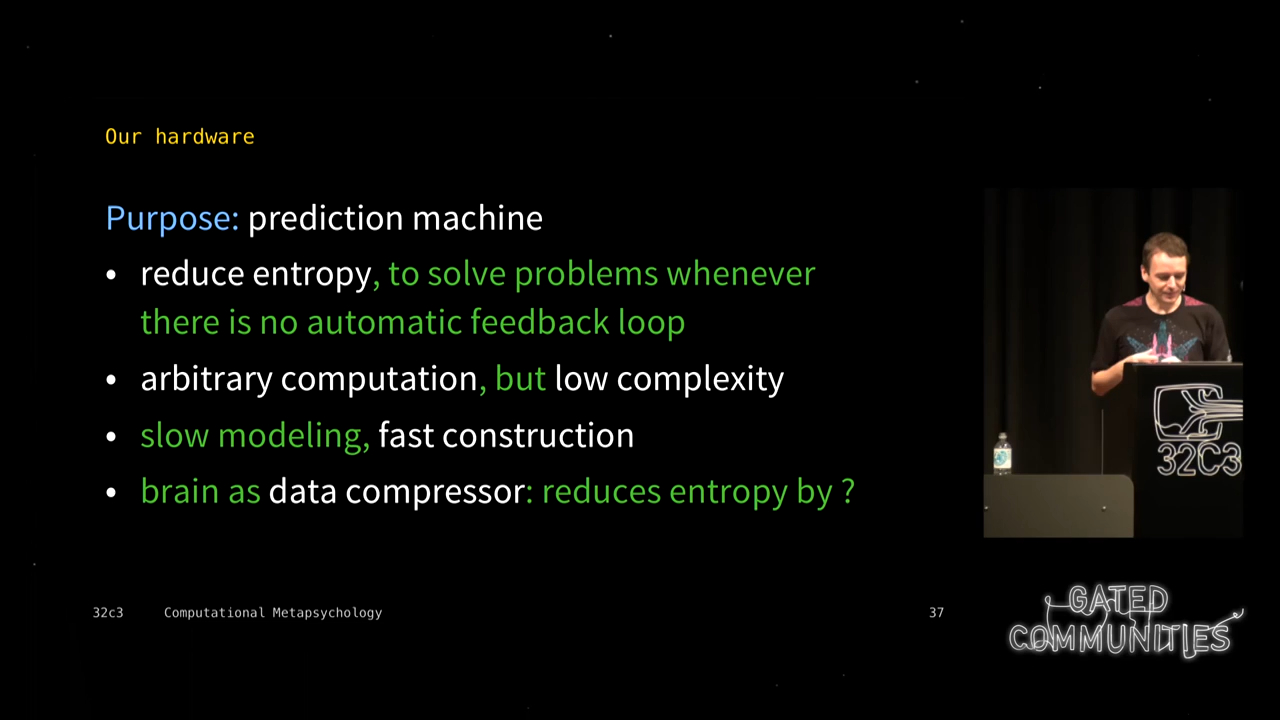 Our hardware
Purpose: prediction machine
• reduce entropy, to solve problems whenever
there is no automatic feedback loop
• arbitrary computation, but low complexity
• slow modeling, fast construction
• brain as data compressor: reduces entropy by ?
32C3
32c3 Computational Metapsychology 37
GATED
COMMUNITIES